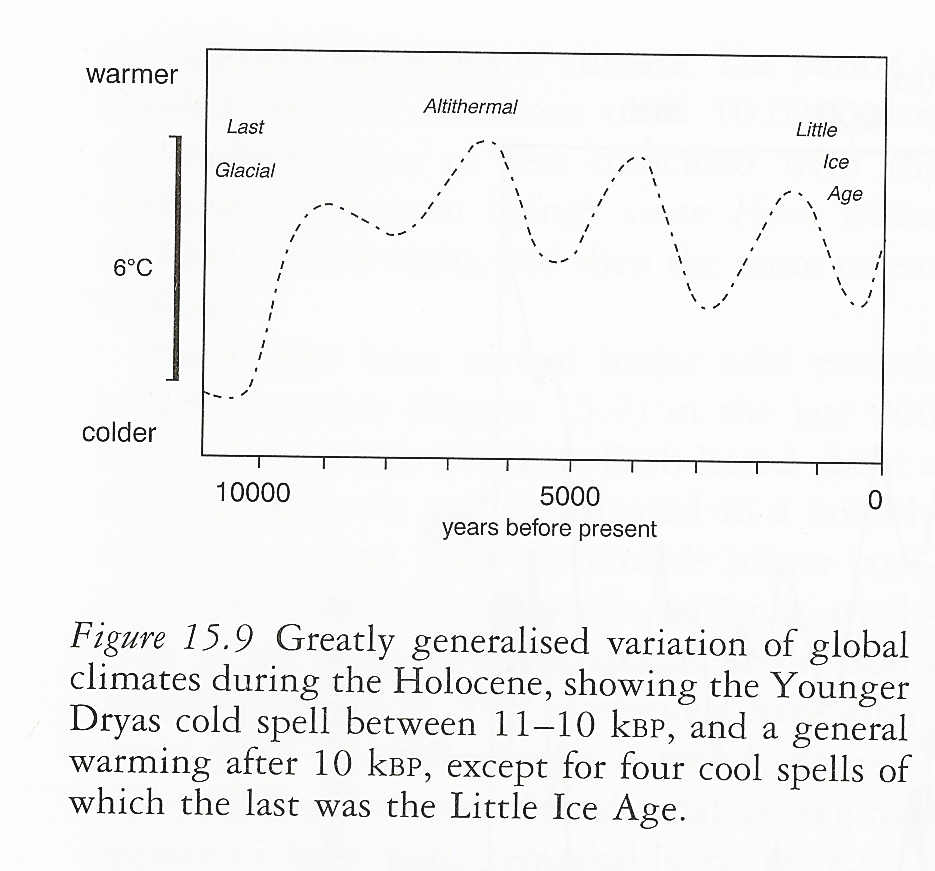 warmer
Altithermal
Last
Glacial
Little
Ice
Age
6°C
colder
10000
5000
0
years before present
Figure 15.9 Greatly generalised variation of global
climates during the Holocene, showing the Younger
Dryas cold spell between 11–10 kBP, and a general
warming after 10 kBP, except for four cool spells of
which the last was the Little Ice Age.